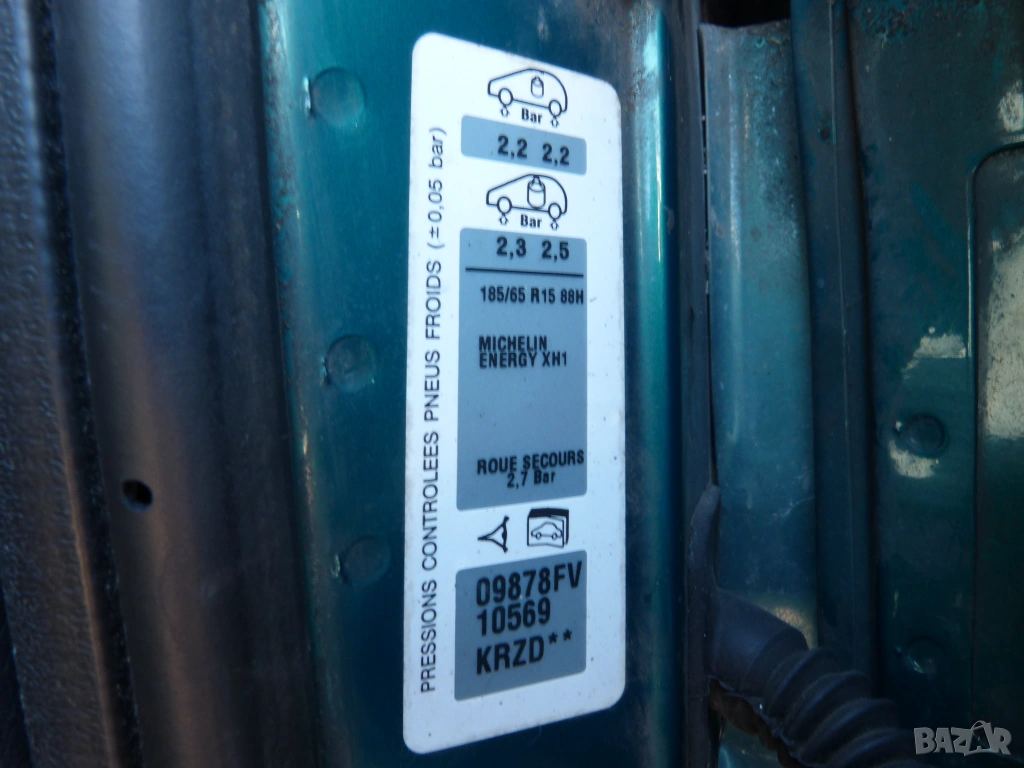 PRESSIONS CONTROLEES PNEUS FROIDS (±0,05 bar)
Bar
2,2 2,2
Bar
2,3 2,5
185/65 R15 88H
MICHELIN
ENERGY XH1
ROUE SECOURS
2,7 Bar
09878FV
10569
KRZD**
BAZAR